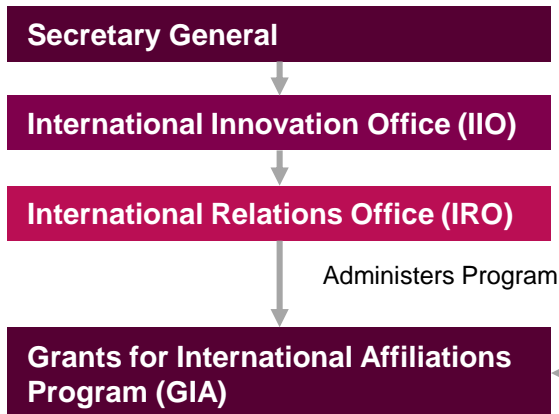 Secretary General
International Innovation Office (IIO)
International Relations Office (IRO)
Administers Program
Grants for International Affiliations
Program (GIA)